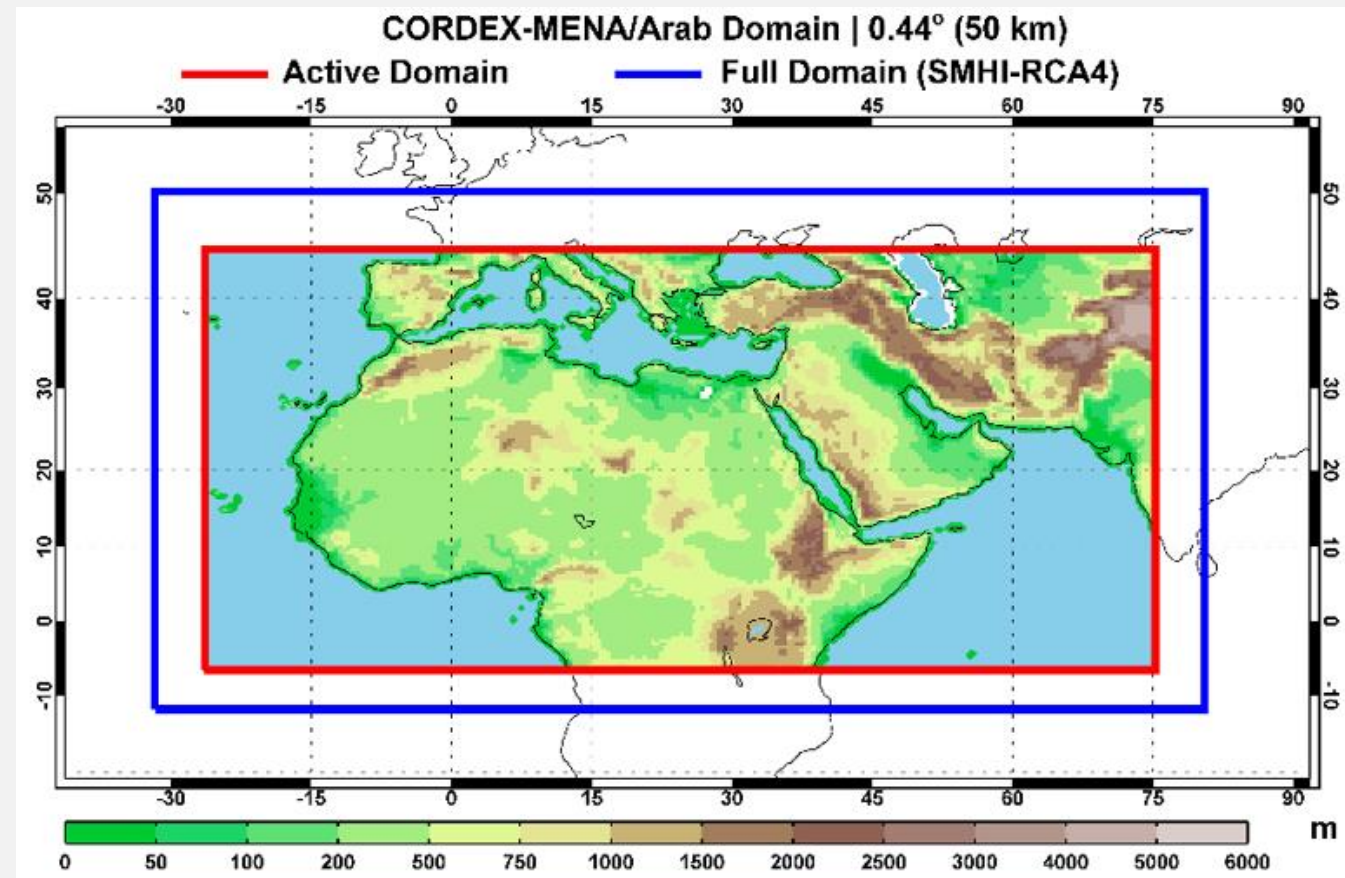 CORDEX-MENA/Arab Domain | 0.44° (50 km)
Active Domain Full Domain (SMHI-RCA4)
-30 -15 0 15 30 45 60 75 90
50 50
40 40
30 30
20 20
10 10
0 0
-10 -10
-30 -15 0 15 30 45 60 75 90
m
0 50 100 200 500 750 1000 1500 2000 2500 3000 4000 5000 6000